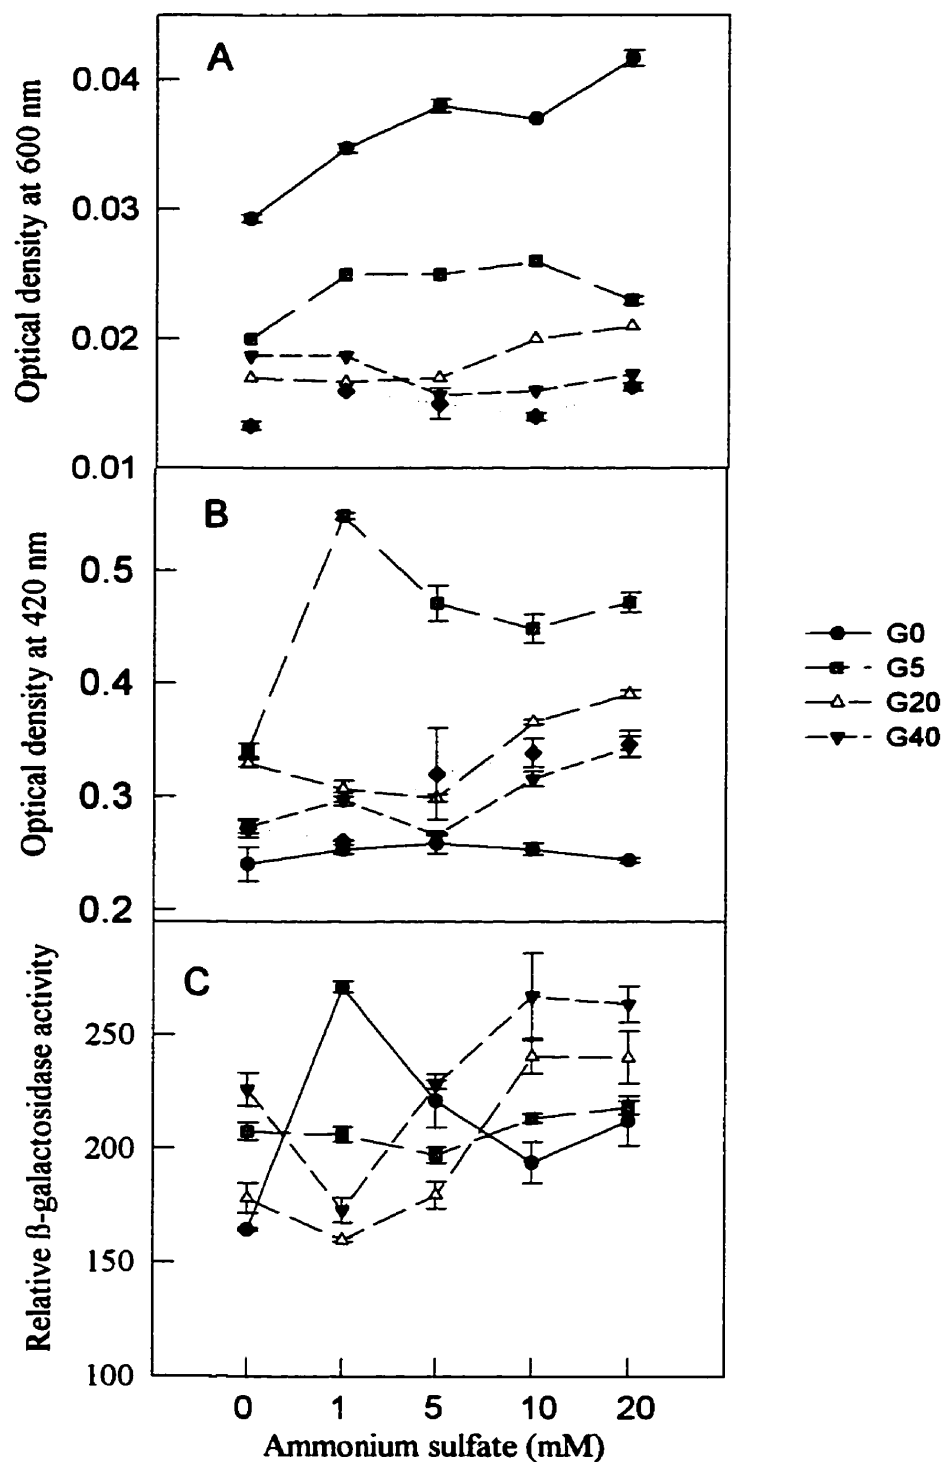 A
Optical density at 600 nm
0.04
0.03
0.02
0.01
B
Optical density at 420 nm
0.5
0.4
0.3
0.2
C
Relative ß-galactosidase activity
250
200
150
100
0 1 5 10 20
Ammonium sulfate (mM)
G0
G5
G20
G40